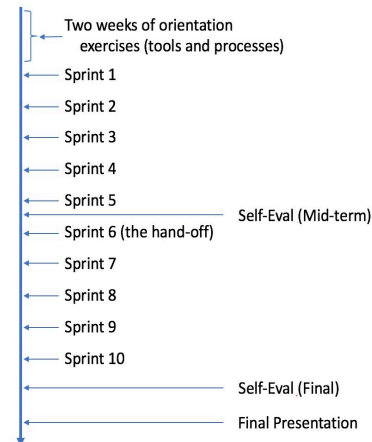 Two weeks of orientation
exercises (tools and processes)
Sprint 1
Sprint 2
Sprint 3
Sprint 4
Sprint 5
Self-Eval (Mid-term)
Sprint 6 (the hand-off)
Sprint 7
Sprint 8
Sprint 9
Sprint 10
Self-Eval (Final)
Final Presentation